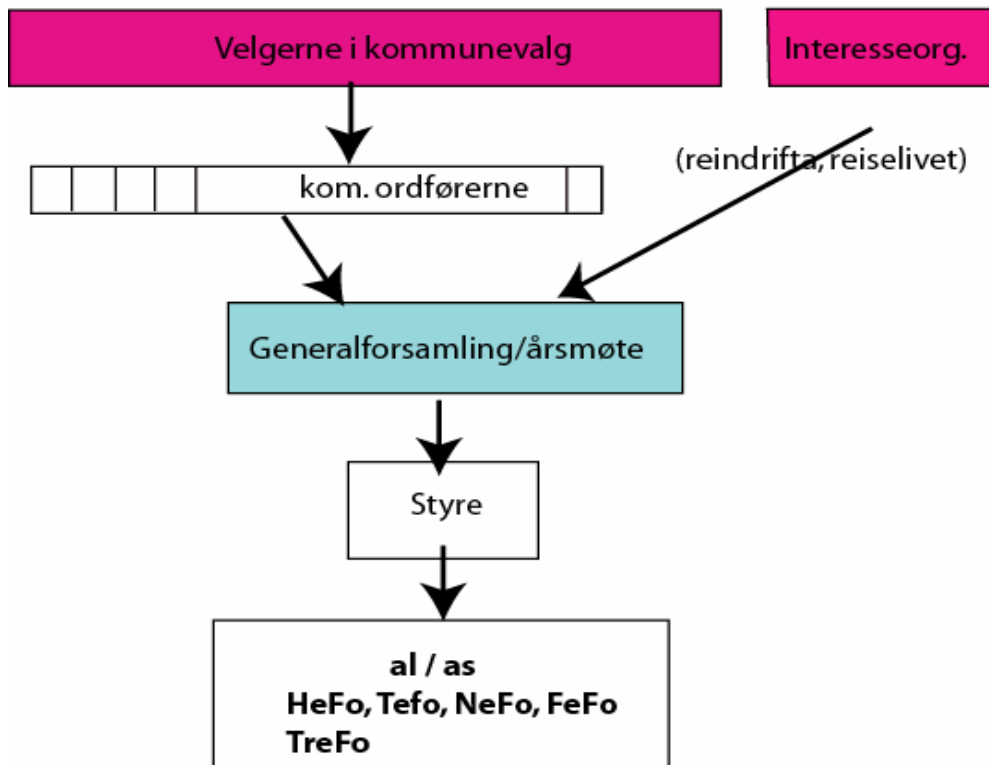 Velgerne i kommunevalg
Interesseorg.
(reindrifta, reiselivet)
kom. ordførerne
Generalforsamling/årsmøte
Styre
al / as
HeFo, Tefo, NeFo, FeFo
TreFo